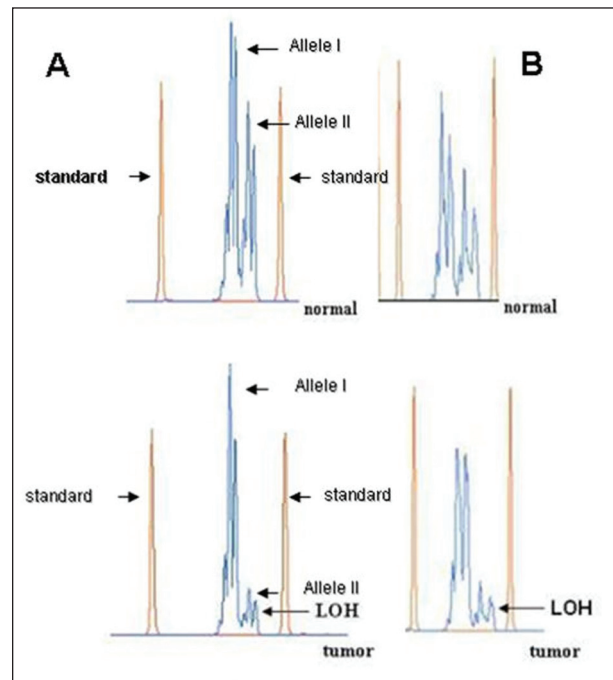 A
Allele I
B
Allele II
standard
standard
normal
normal
Allele I
standard
standard
Allele II
LOH
LOH
tumor
tumor